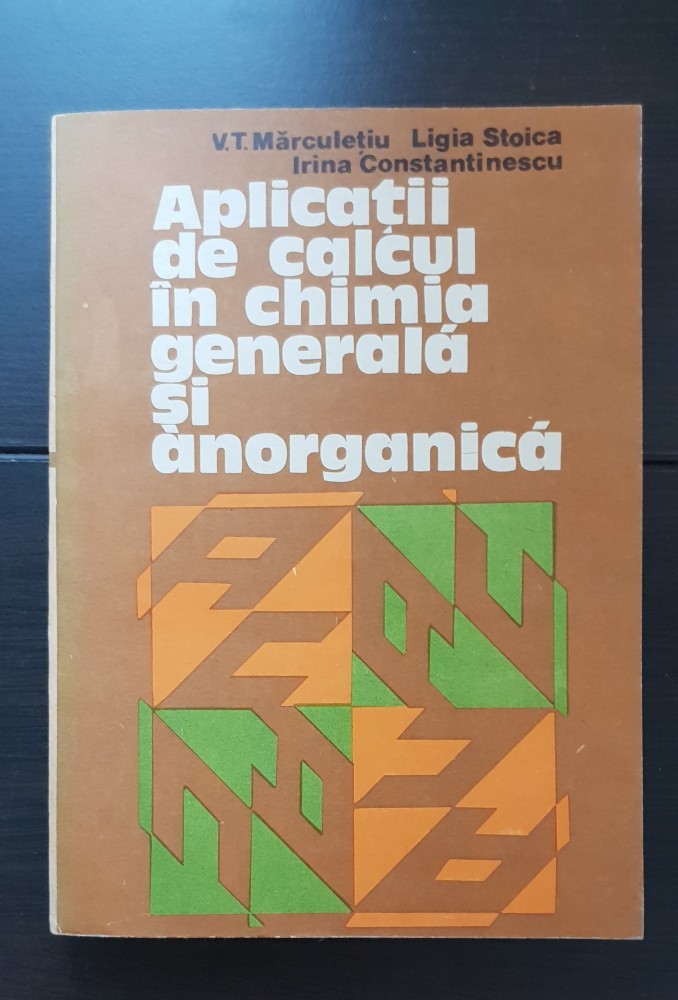 V.T. Mărculețiu Ligia Stoica
Irina Constantinescu
Aplicații
de calcul
în chimia
generală
și
anorganică